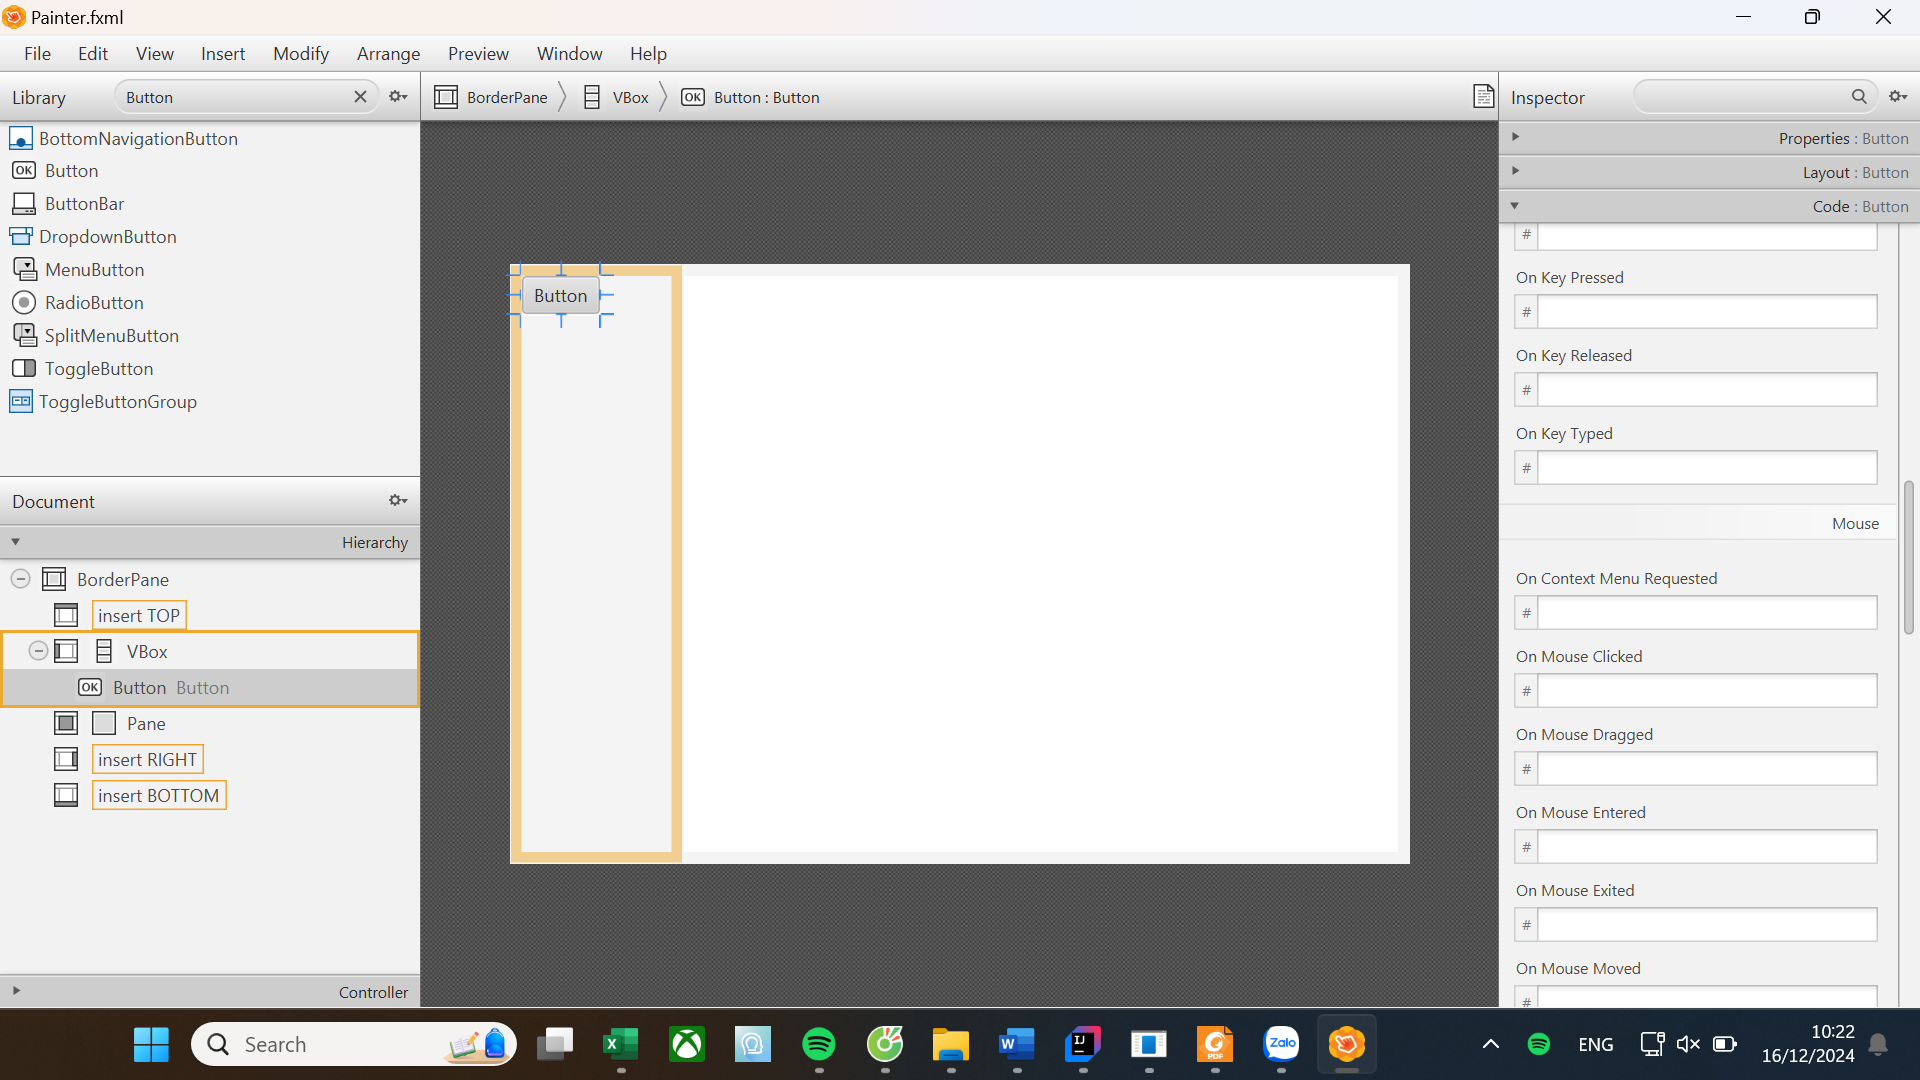 Painter.fxml
File Edit View Insert Modify Arrange Preview Window Help
Library Button
BorderPane VBox OK Button : Button
Inspector
BottomNavigationButton
OK Button
ButtonBar
DropdownButton
MenuButton
RadioButton
SplitMenuButton
ToggleButton
ToggleButtonGroup
Document
Hierarchy
BorderPane
insert TOP
VBox
OK Button Button
Pane
insert RIGHT
insert BOTTOM
Controller
Button
Properties : Button
Layout : Button
Code : Button
#
On Key Pressed
#
On Key Released
#
On Key Typed
#
Mouse
On Context Menu Requested
#
On Mouse Clicked
#
On Mouse Dragged
#
On Mouse Entered
#
On Mouse Exited
#
On Mouse Moved
#
Search
X
W
IJ
PDF
Zalo
ENG
10:22
16/12/2024